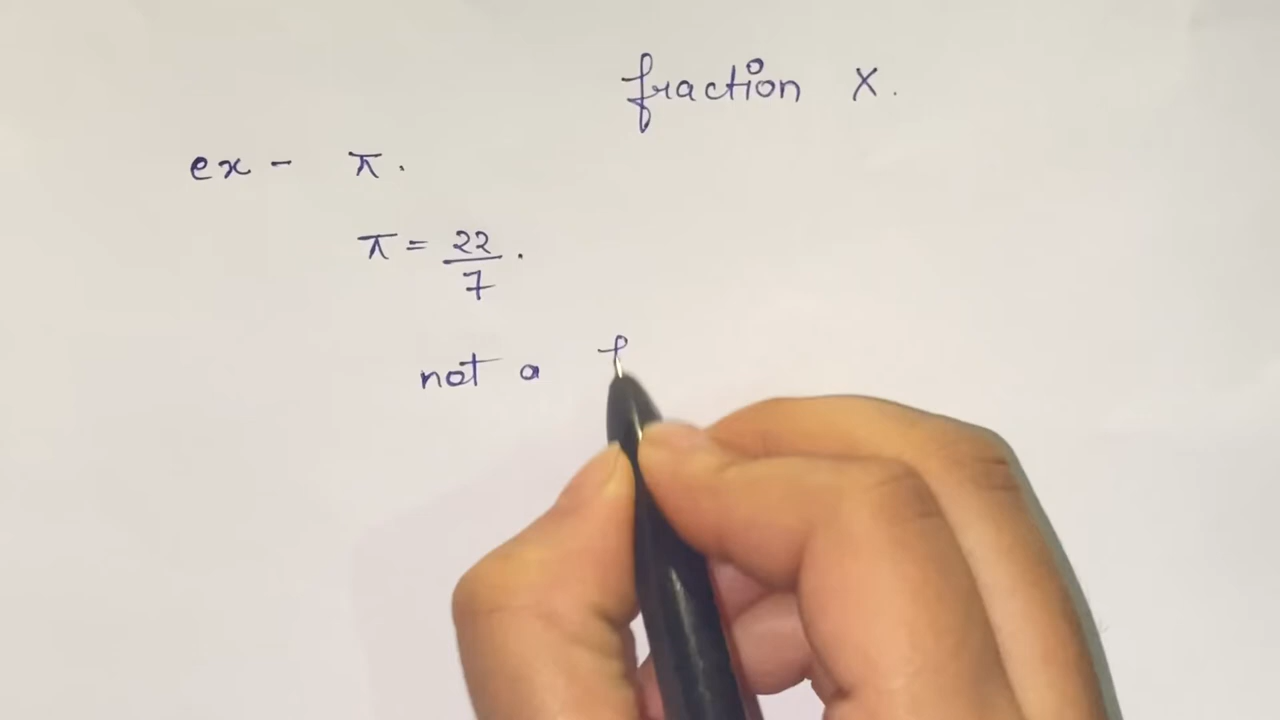 fraction X.
ex - π.
π = 22/7.
not a f